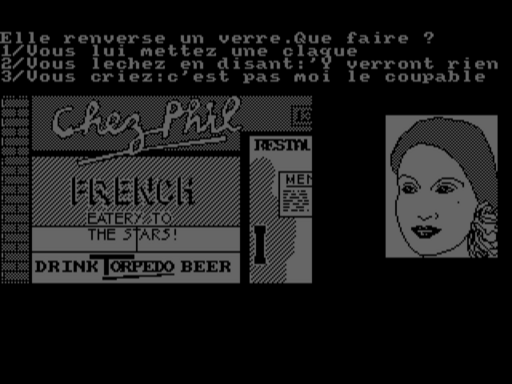 Elle renverse un verre.Que faire ?
1/Vous lui mettez une claque
2/Vous lechez en disant:'Y verront rien
3/Vous criez:c'est pas moi le coupable
Chez Phil
13
RESTAU
FRENCH
MEN
EATERY TO
THE STARS!
DRINK TORPEDO BEER